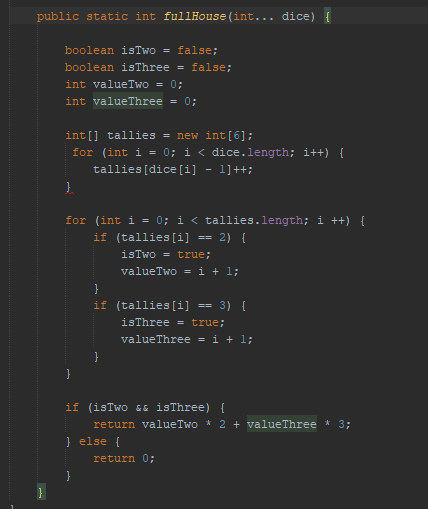 public static int fullHouse(int... dice) {
boolean isTwo = false;
boolean isThree = false;
int valueTwo = 0;
int valueThree = 0;
int[] tallies = new int[6];
for (int i = 0; i < dice.length; i++) {
tallies[dice[i] - 1]++;
}
for (int i = 0; i < tallies.length; i ++) {
if (tallies[i] == 2) {
isTwo = true;
valueTwo = i + 1;
}
if (tallies[i] == 3) {
isThree = true;
valueThree = i + 1;
}
}
if (isTwo && isThree) {
return valueTwo * 2 + valueThree * 3;
} else {
return 0;
}
}